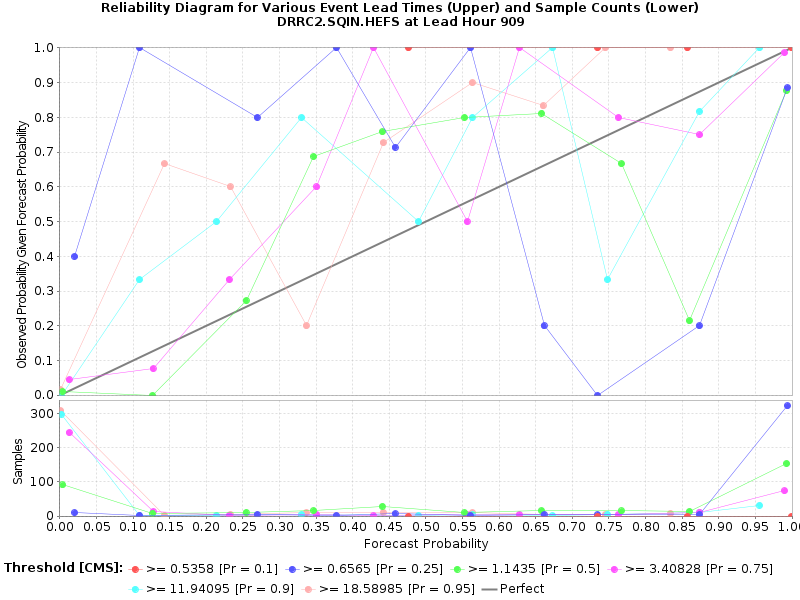 Reliability Diagram for Various Event Lead Times (Upper) and Sample Counts (Lower)
DRRC2.SQIN.HEFS at Lead Hour 909
Observed Probability Given Forecast Probability
1.0
0.9
0.8
0.7
0.6
0.5
0.4
0.3
0.2
0.1
0.0
Samples
300
200
100
0
0.00 0.05 0.10 0.15 0.20 0.25 0.30 0.35 0.40 0.45 0.50 0.55 0.60 0.65 0.70 0.75 0.80 0.85 0.90 0.95 1.0
Forecast Probability
Threshold [CMS]: >= 0.5358 [Pr = 0.1] >= 0.6565 [Pr = 0.25] >= 1.1435 [Pr = 0.5] >= 3.40828 [Pr = 0.75]
>= 11.94095 [Pr = 0.9] >= 18.58985 [Pr = 0.95] Perfect